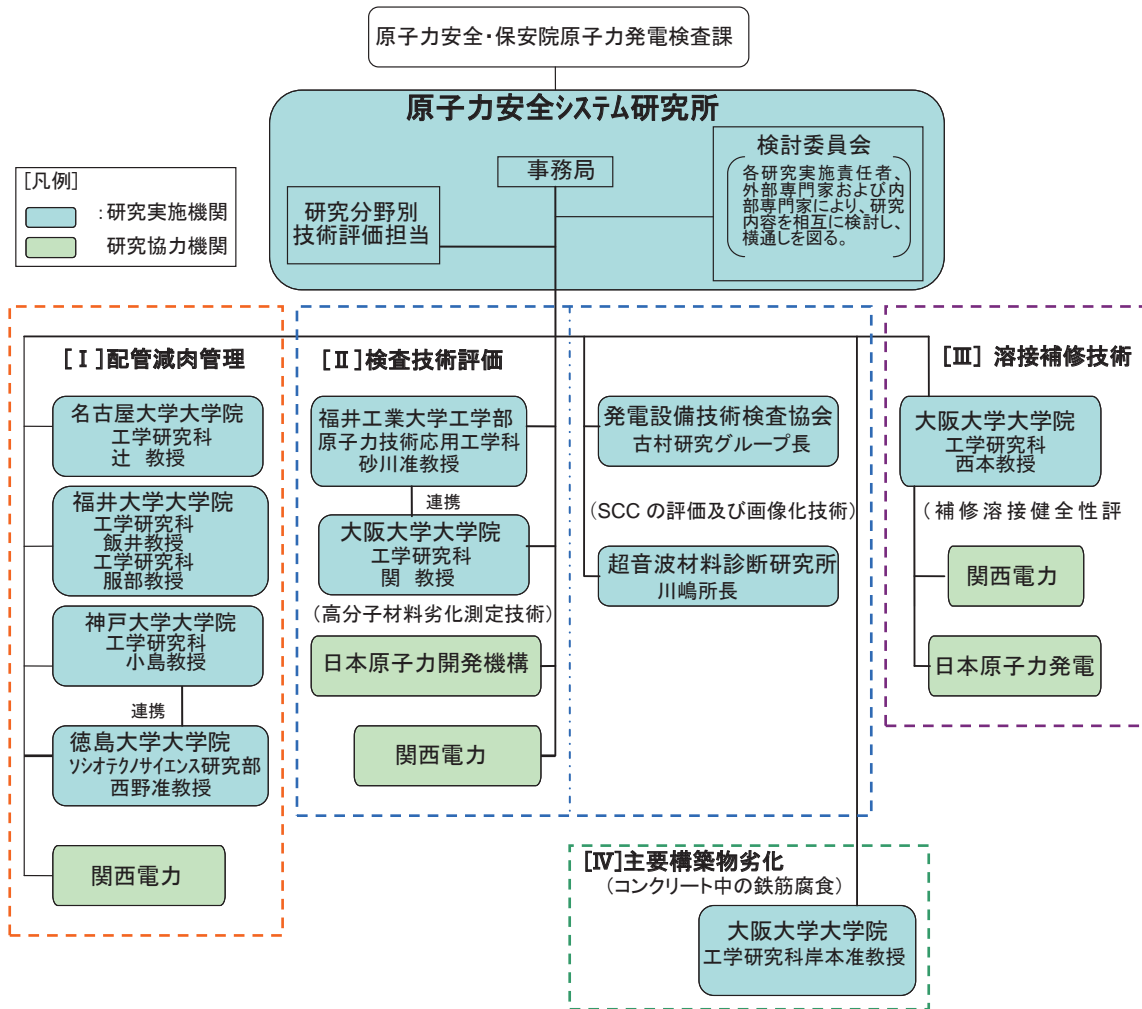 原子力安全・保安院原子力発電検査課
原子力安全システム研究所
事務局
研究分野別
技術評価担当
検討委員会
各研究実施責任者、
外部専門家および内
部専門家により、研究
内容を相互に検討し、
横通しを図る。
[凡例]
:研究実施機関
研究協力機関
[Ⅰ]配管減肉管理
名古屋大学大学院
工学研究科
辻 教授
福井大学大学院
工学研究科
飯井教授
工学研究科
服部教授
神戸大学大学院
工学研究科
小島教授
連携
徳島大学大学院
ソシオテクノサイエンス研究部
西野准教授
関西電力
[Ⅱ]検査技術評価
福井工業大学工学部
原子力技術応用工学科
砂川准教授
連携
大阪大学大学院
工学研究科
関 教授
(高分子材料劣化測定技術)
日本原子力開発機構
関西電力
発電設備技術検査協会
古村研究グループ長
(SCC の評価及び画像化技術)
超音波材料診断研究所
川嶋所長
[Ⅲ] 溶接補修技術
大阪大学大学院
工学研究科
西本教授
(補修溶接健全性評
関西電力
日本原子力発電
[Ⅳ]主要構築物劣化
(コンクリート中の鉄筋腐食)
大阪大学大学院
工学研究科岸本准教授